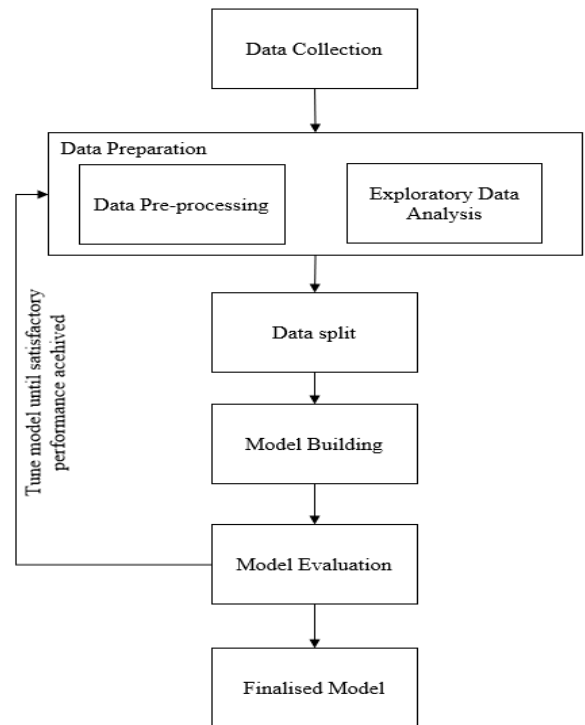 Data Collection
Data Preparation
Data Pre-processing
Exploratory Data
Analysis
Data split
Tune model until satisfactory
performance acehived
Model Building
Model Evaluation
Finalised Model